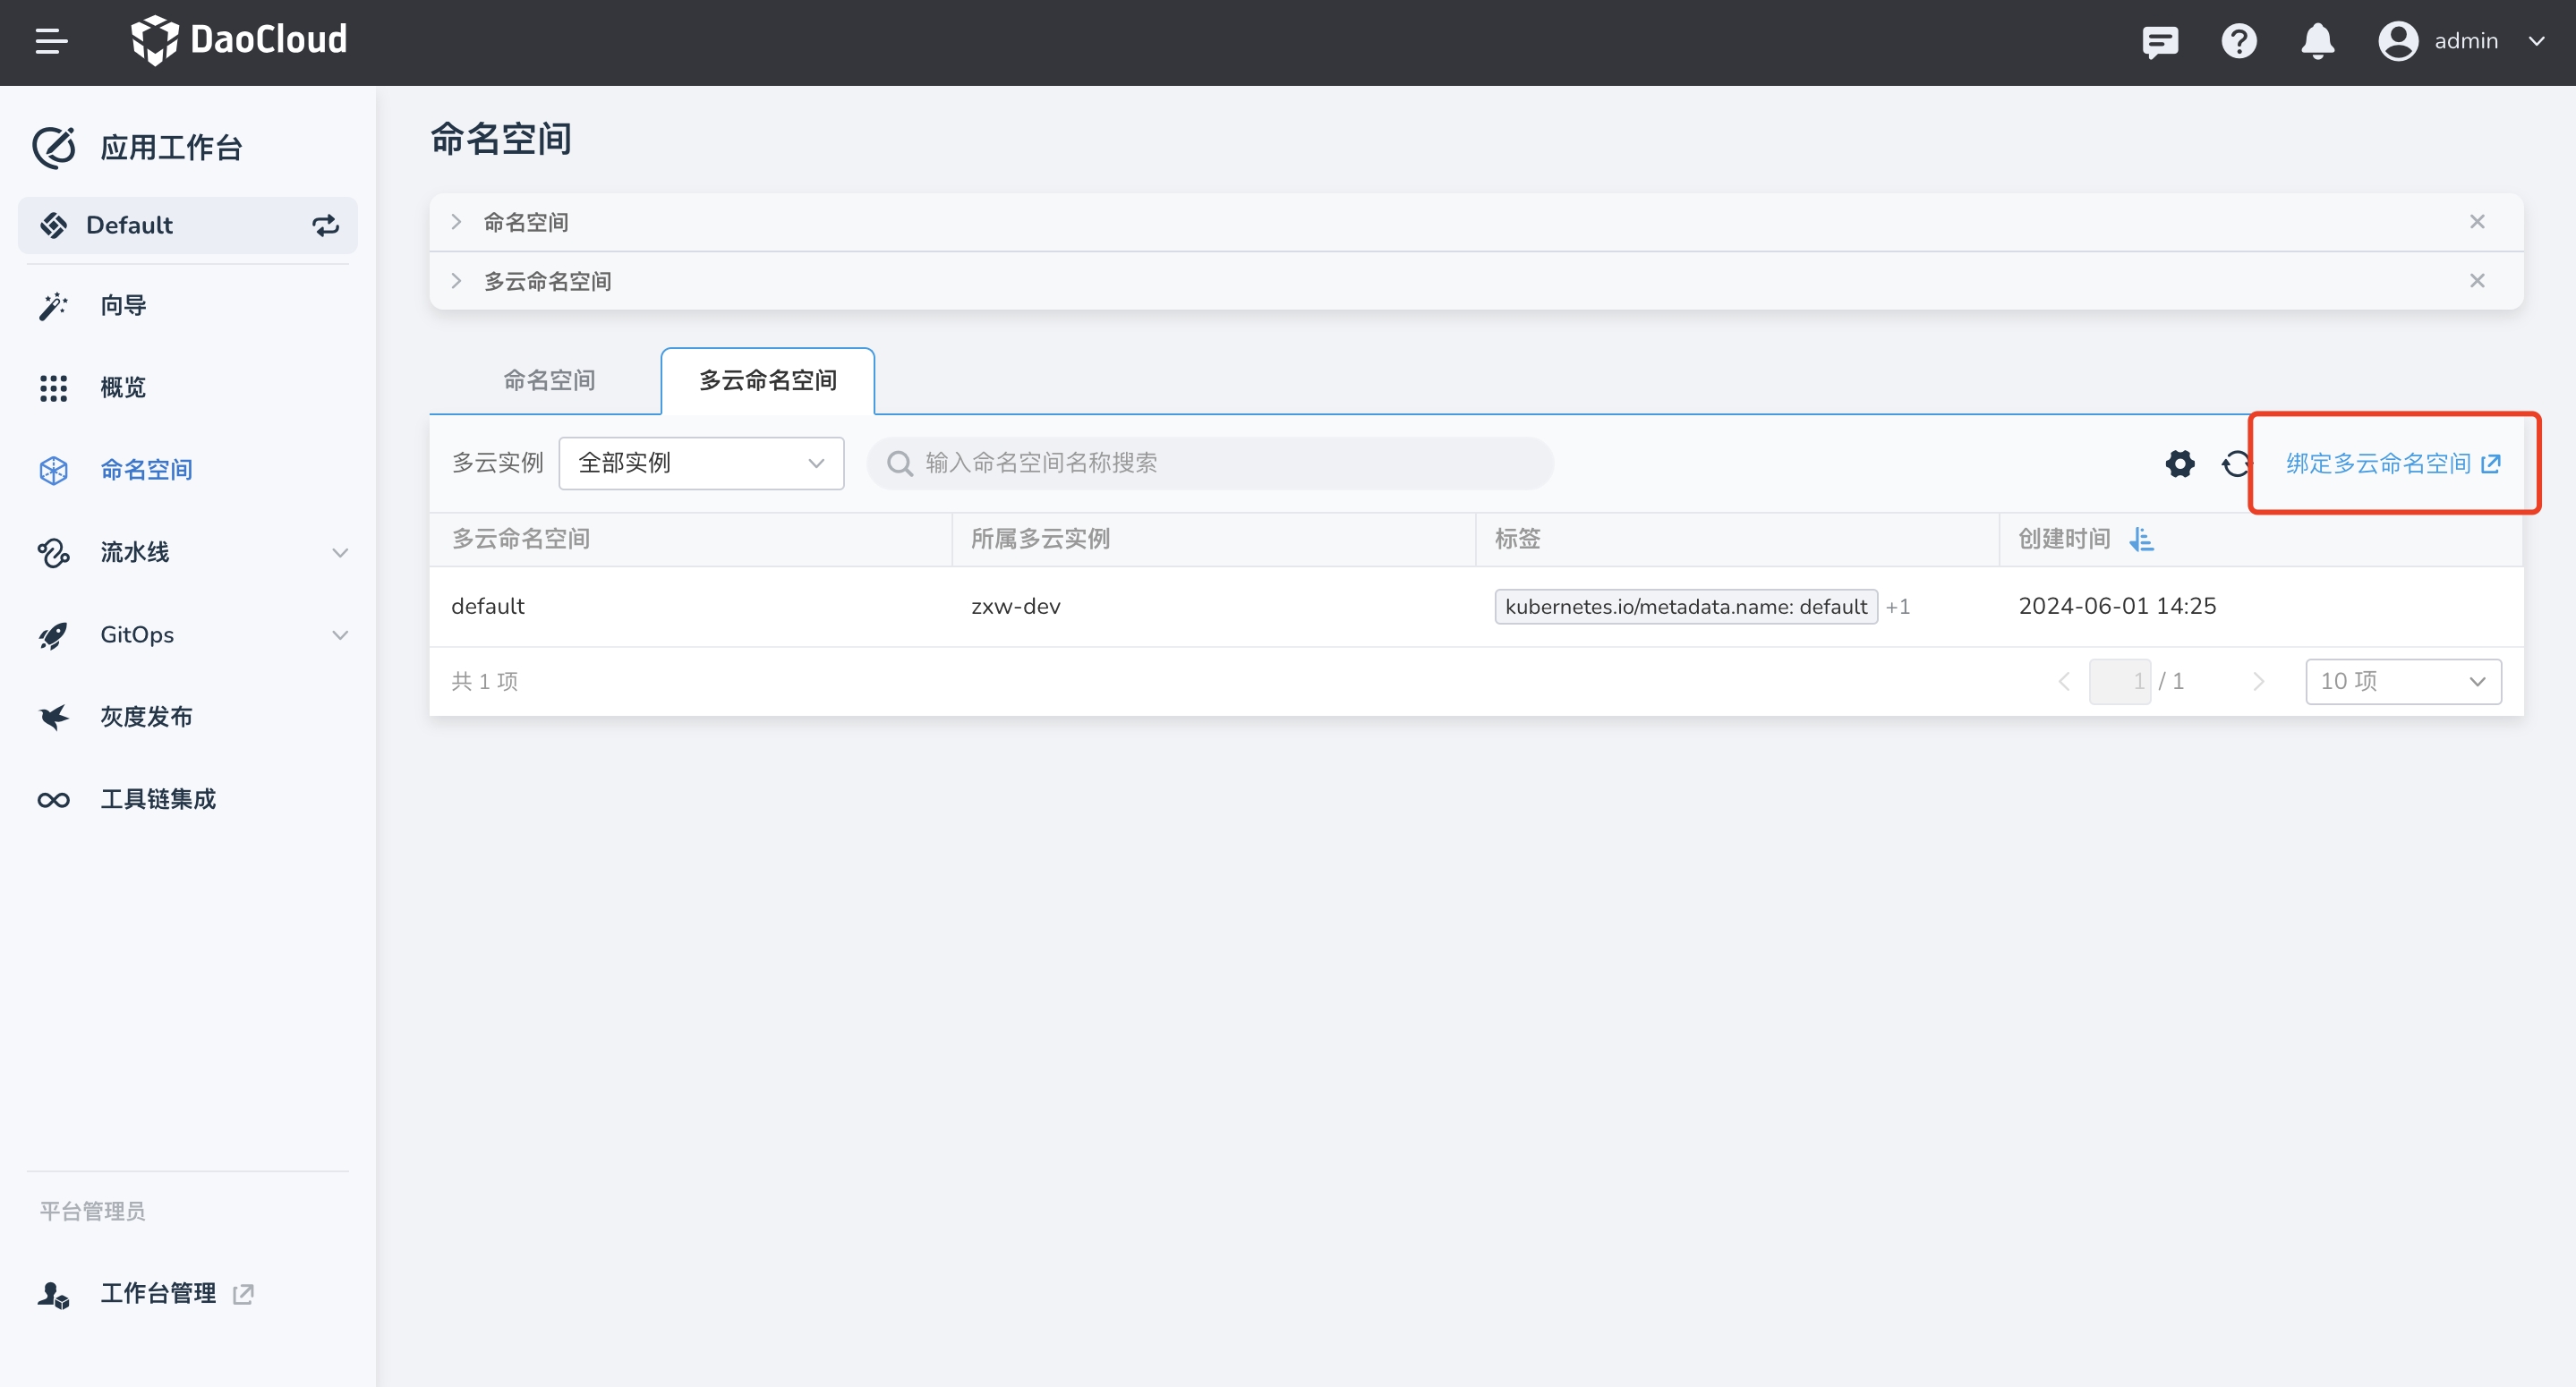 DaoCloud
admin
应用工作台
Default
向导
概览
命名空间
流水线
GitOps
灰度发布
工具链集成
平台管理员
工作台管理
命名空间
命名空间
多云命名空间
命名空间
多云命名空间
多云实例
全部实例
输入命名空间名称搜索
绑定多云命名空间
多云命名空间
所属多云实例
标签
创建时间
default
zxw-dev
kubernetes.io/metadata.name: default +1
2024-06-01 14:25
共 1 项
1 / 1
10 项